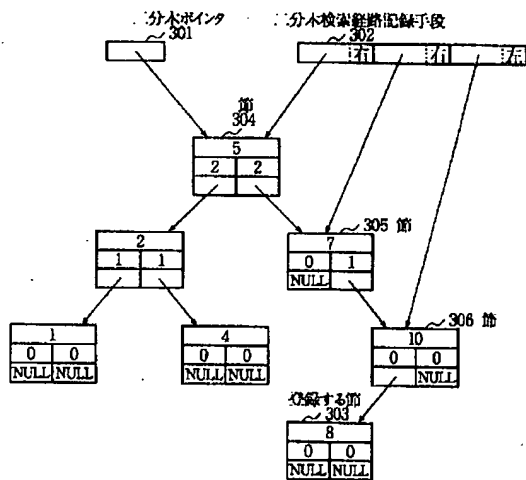 二分木ポインタ 二分木検索経路記録手段
301 302
右 右 左
節
304
5
2 2
305 節
2 7
1 1 0 1
NULL
306 節
1 4 10
0 0 0 0 0 0
NULL NULL NULL NULL NULL
登録する節
303
8
0 0
NULL NULL